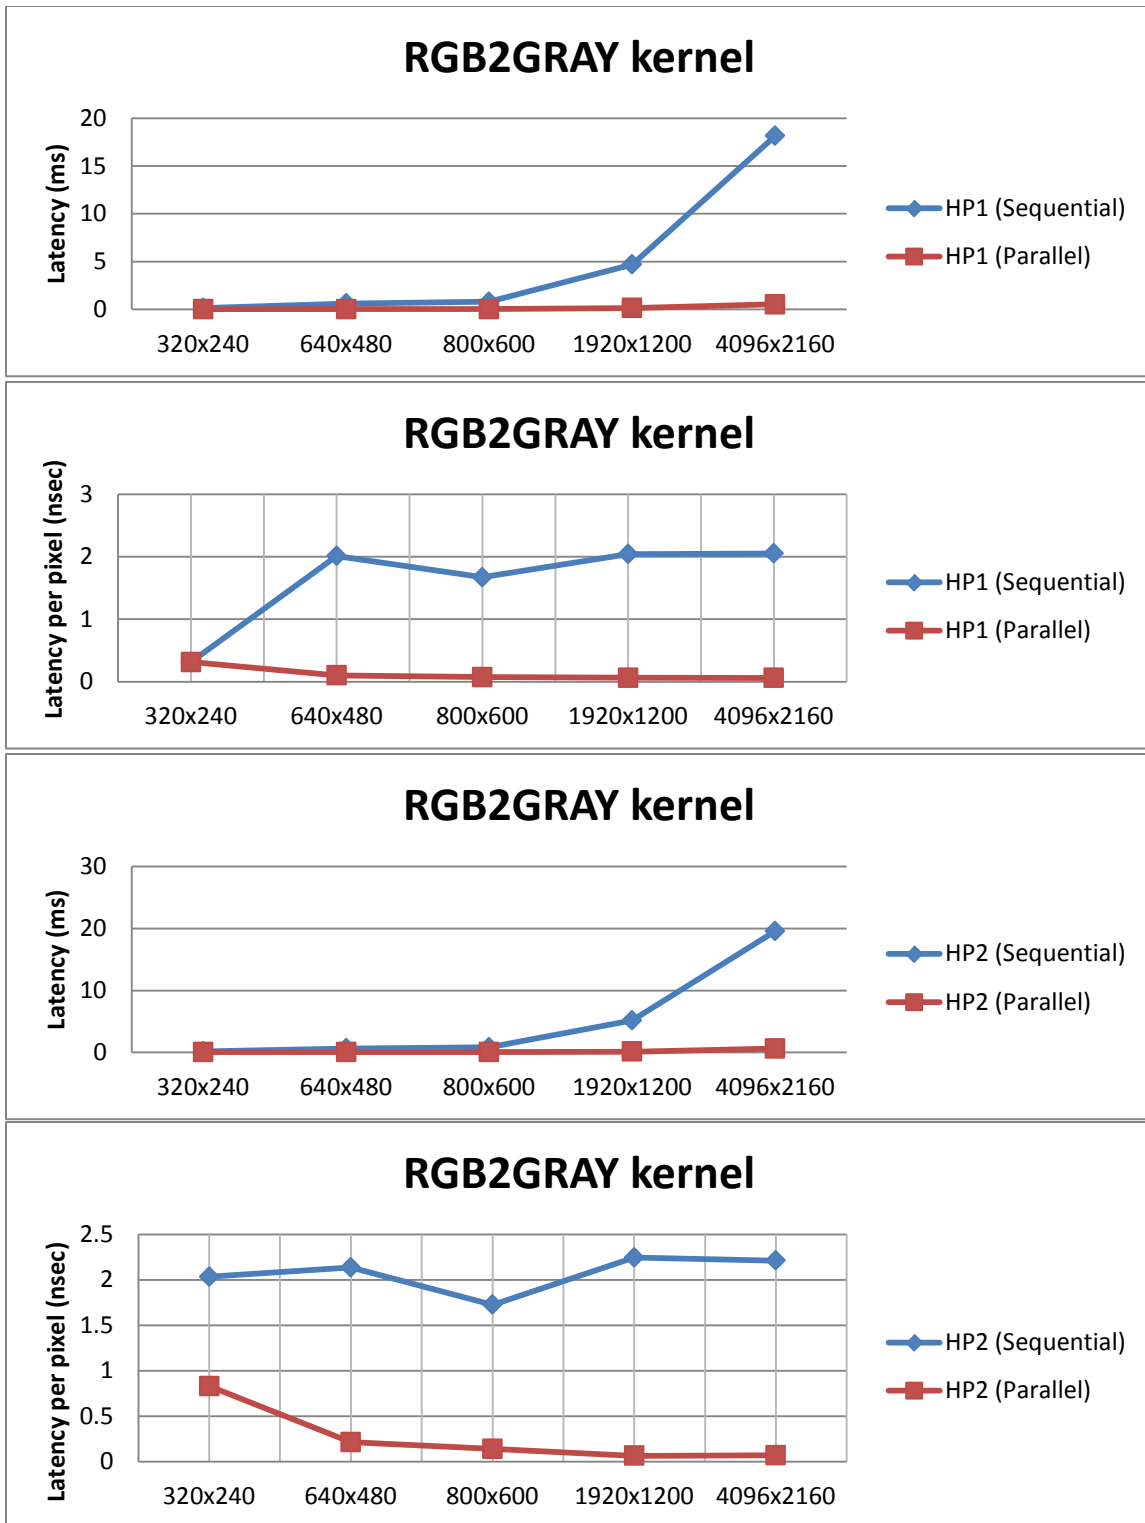 RGB2GRAY kernel
Latency (ms)
20
15
10
5
0
320x240 640x480 800x600 1920x1200 4096x2160
HP1 (Sequential)
HP1 (Parallel)
RGB2GRAY kernel
Latency per pixel (nsec)
3
2
1
0
320x240 640x480 800x600 1920x1200 4096x2160
HP1 (Sequential)
HP1 (Parallel)
RGB2GRAY kernel
Latency (ms)
30
20
10
0
320x240 640x480 800x600 1920x1200 4096x2160
HP2 (Sequential)
HP2 (Parallel)
RGB2GRAY kernel
Latency per pixel (nsec)
2.5
2
1.5
1
0.5
0
320x240 640x480 800x600 1920x1200 4096x2160
HP2 (Sequential)
HP2 (Parallel)